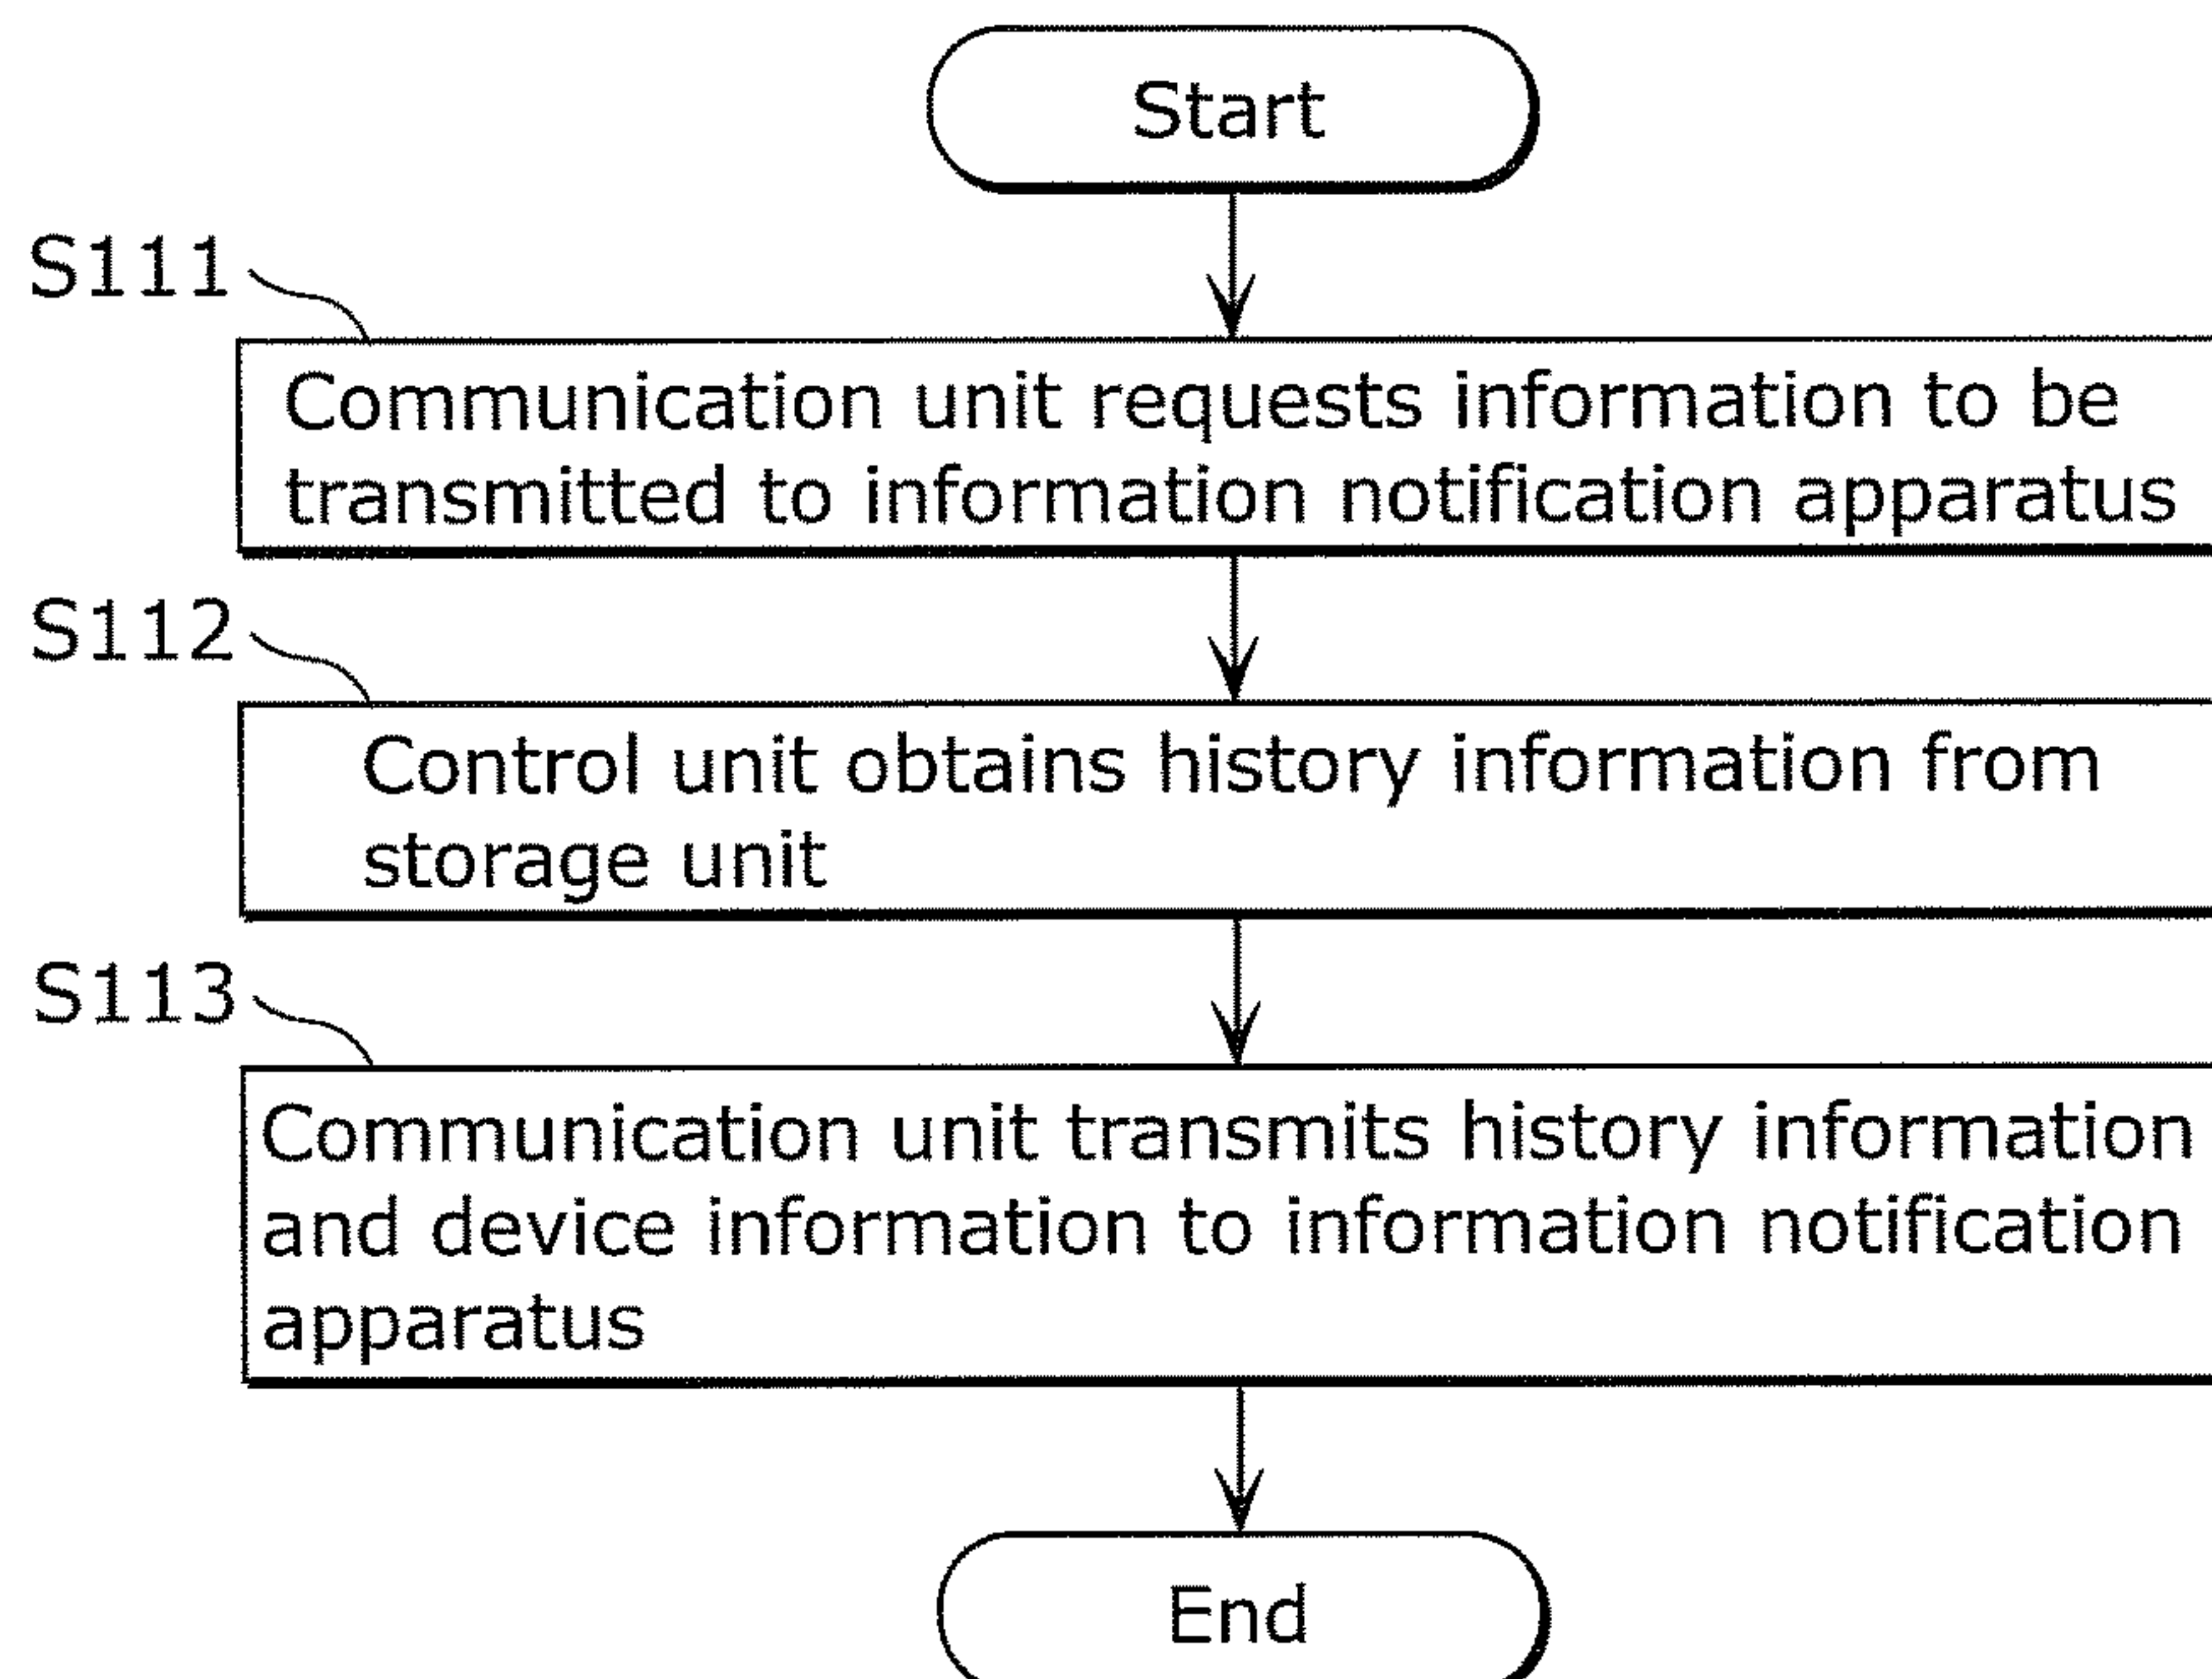 Start
S111
Communication unit requests information to be
transmitted to information notification apparatus
S112
Control unit obtains history information from
storage unit
S113
Communication unit transmits history information
and device information to information notification
apparatus
End